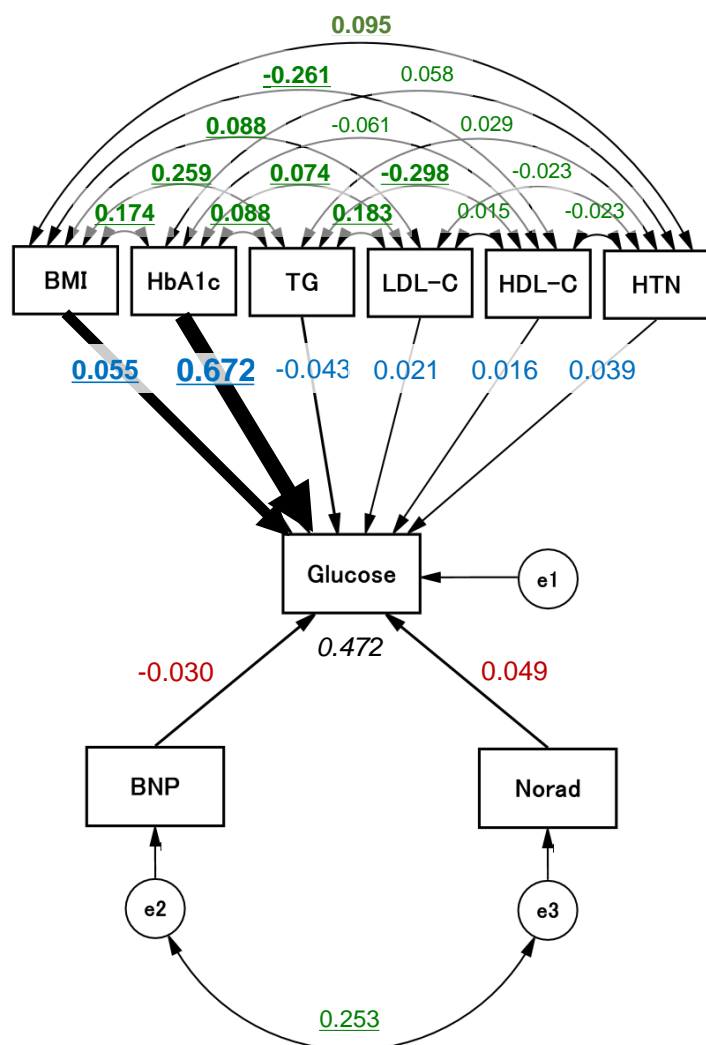 0.095
-0.261 0.058
0.088 -0.061 0.029
0.259 0.074 -0.298 -0.023
0.174 0.088 0.183 0.015 -0.023
BMI HbA1c TG LDL-C HDL-C HTN
0.055 0.672 -0.043 0.021 0.016 0.039
Glucose e1
0.472
-0.030 0.049
BNP Norad
e2 e3
0.253